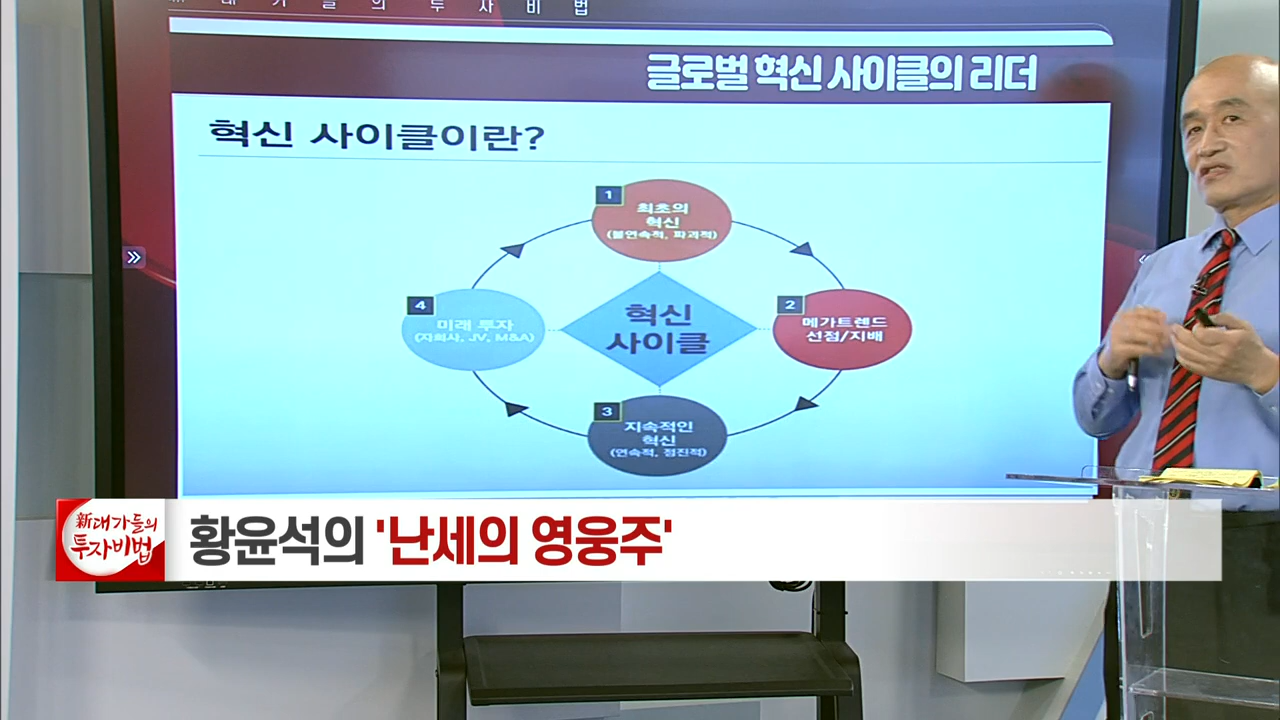 新 대 가 들 의 투 자 비 법
글로벌 혁신 사이클의 리더
혁신 사이클이란?
1
최초의
혁신
(불연속적, 파괴적)
2
메가트렌드
선점/지배
3
지속적인
혁신
(연속적, 점진적)
4
미래 투자
(자회사, JV, M&A)
혁신
사이클
新대가들의
투자비법
황윤석의 '난세의 영웅주'